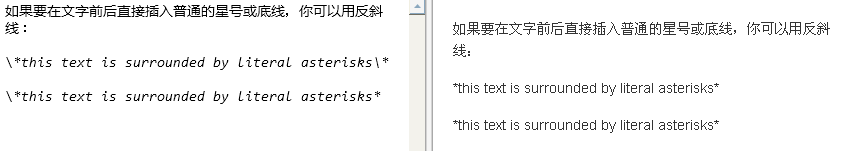 如果要在文字前后直接插入普通的星号或底线，你可以用反斜
线：
\*this text is surrounded by literal asterisks\*
\*this text is surrounded by literal asterisks*
如果要在文字前后直接插入普通的星号或底线，你可以用反斜
线：
*this text is surrounded by literal asterisks*
*this text is surrounded by literal asterisks*